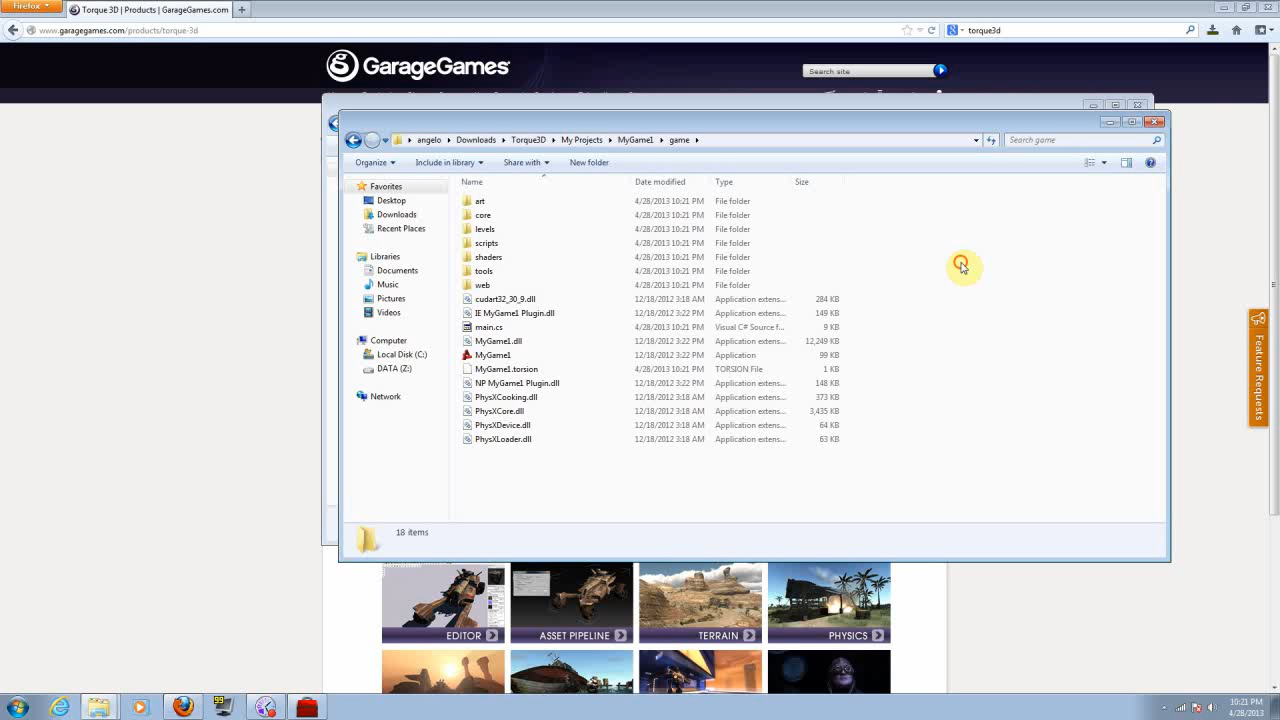 Firefox
Torque 3D | Products | GarageGames.com
www.garagegames.com/products/torque-3d
torque3d
GarageGames
Search site
angelo Downloads Torque3D My Projects MyGame1 game
Search game
Organize Include in library Share with New folder
Name Date modified Type Size
Favorites
Desktop
Downloads
Recent Places
Libraries
Documents
Music
Pictures
Videos
Computer
Local Disk (C:)
DATA (Z:)
Network
art 4/28/2013 10:21 PM File folder
core 4/28/2013 10:21 PM File folder
levels 4/28/2013 10:21 PM File folder
scripts 4/28/2013 10:21 PM File folder
shaders 4/28/2013 10:21 PM File folder
tools 4/28/2013 10:21 PM File folder
web 4/28/2013 10:21 PM File folder
cudart32_30_9.dll 12/18/2012 3:18 AM Application extens... 284 KB
IE MyGame1 Plugin.dll 12/18/2012 3:22 PM Application extens... 149 KB
main.cs 4/28/2013 10:21 PM Visual C# Source f... 9 KB
MyGame1.dll 12/18/2012 3:22 PM Application extens... 12,249 KB
MyGame1 12/18/2012 3:22 PM Application 99 KB
MyGame1.torsion 4/28/2013 10:21 PM TORSION File 1 KB
NP MyGame1 Plugin.dll 12/18/2012 3:22 PM Application extens... 148 KB
PhysXCooking.dll 12/18/2012 3:18 AM Application extens... 373 KB
PhysXCore.dll 12/18/2012 3:18 AM Application extens... 3,435 KB
PhysXDevice.dll 12/18/2012 3:18 AM Application extens... 64 KB
PhysXLoader.dll 12/18/2012 3:18 AM Application extens... 63 KB
18 items
Feature Requests
EDITOR
ASSET PIPELINE
TERRAIN
PHYSICS
99
10:21 PM
4/28/2013